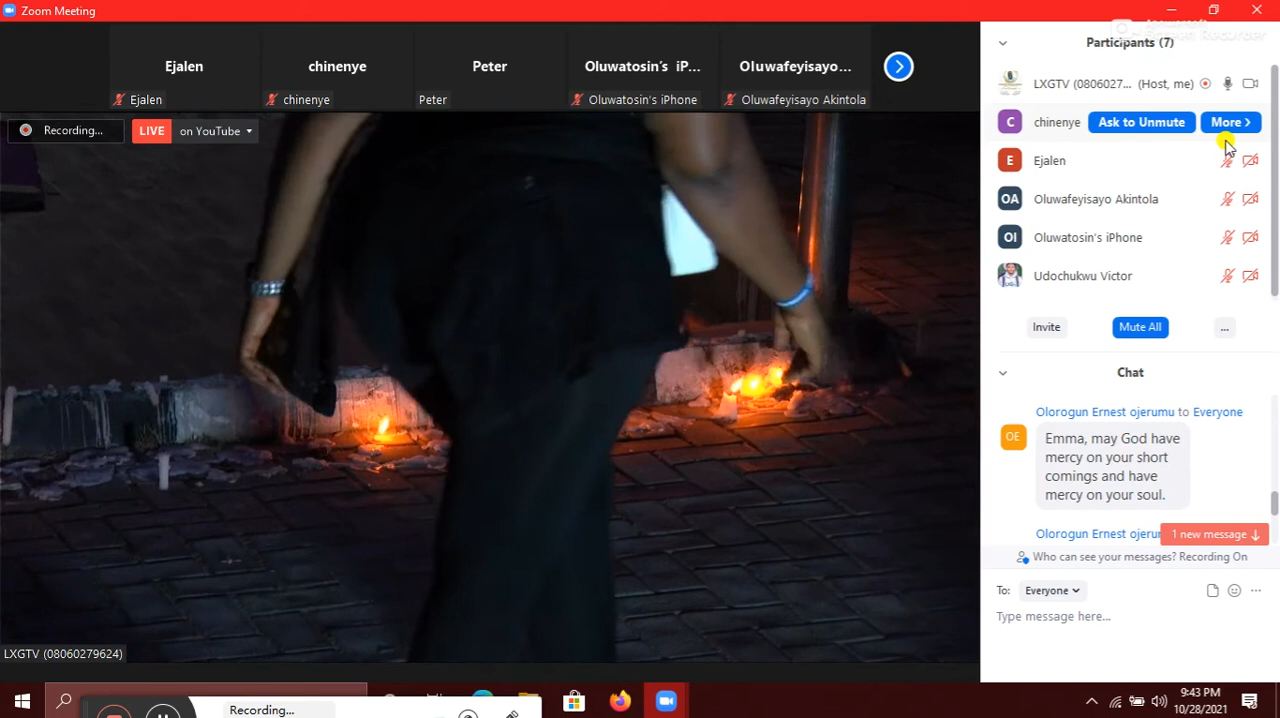 Zoom Meeting
Ejalen
chinenye
Peter
Oluwatosin's iP...
Oluwafeyisayo...
Ejalen
chinenye
Peter
Oluwatosin's iPhone
Oluwafeyisayo Akintola
Recording...
LIVE
on YouTube
LXGTV (08060279624)
Participants (7)
LXGTV (0806027... (Host, me)
C
chinenye
Ask to Unmute
More
E
Ejalen
OA
Oluwafeyisayo Akintola
OI
Oluwatosin's iPhone
Udochukwu Victor
Invite
Mute All
...
Chat
Olorogun Ernest ojerumu to Everyone
OE
Emma, may God have
mercy on your short
comings and have
mercy on your soul.
Olorogun Ernest
1 new message
Who can see your messages? Recording On
To:
Everyone
Type message here...
Recording...
9:43 PM
10/28/2021